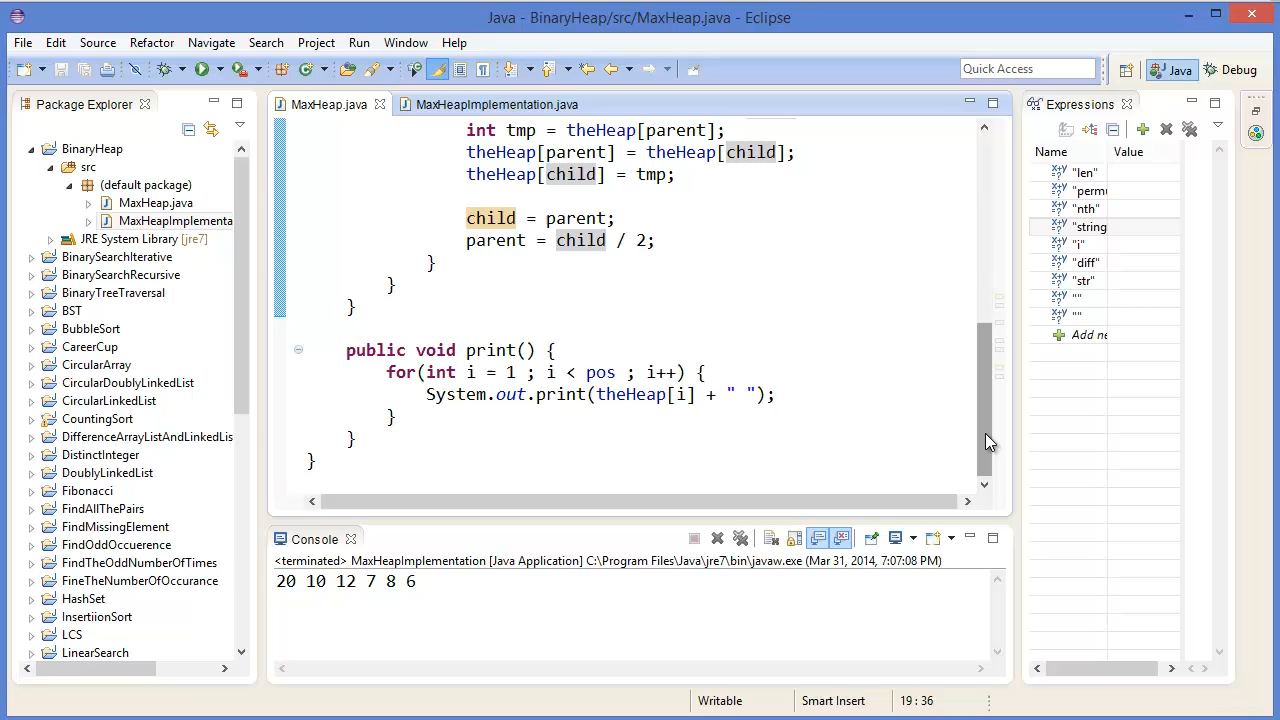 Java - BinaryHeap/src/MaxHeap.java - Eclipse
File Edit Source Refactor Navigate Search Project Run Window Help
Quick Access
Java
Debug
Package Explorer
BinaryHeap
src
(default package)
MaxHeap.java
MaxHeapImplementa
JRE System Library [jre7]
BinarySearchIterative
BinarySearchRecursive
BinaryTreeTraversal
BST
BubbleSort
CareerCup
CircularArray
CircularDoublyLinkedList
CircularLinkedList
CountingSort
DifferenceArrayListAndLinkedLis
DistinctInteger
DoublyLinkedList
Fibonacci
FindAllThePairs
FindMissingElement
FindOddOccuerence
FindTheOddNumberOfTimes
FineTheNumberOfOccurance
HashSet
InsertiionSort
LCS
LinearSearch
MaxHeap.java
MaxHeapImplementation.java
int tmp = theHeap[parent];
theHeap[parent] = theHeap[child];
theHeap[child] = tmp;
child = parent;
parent = child / 2;
}
}
}
public void print() {
for(int i = 1 ; i < pos ; i++) {
System.out.print(theHeap[i] + " ");
}
}
}
Console
<terminated> MaxHeapImplementation [Java Application] C:\Program Files\Java\jre7\bin\javaw.exe (Mar 31, 2014, 7:07:08 PM)
20 10 12 7 8 6
Expressions
Name Value
"len"
"permu
"nth"
"string
"i"
"diff"
"str"
""
""
Add ne
Writable
Smart Insert
19 : 36